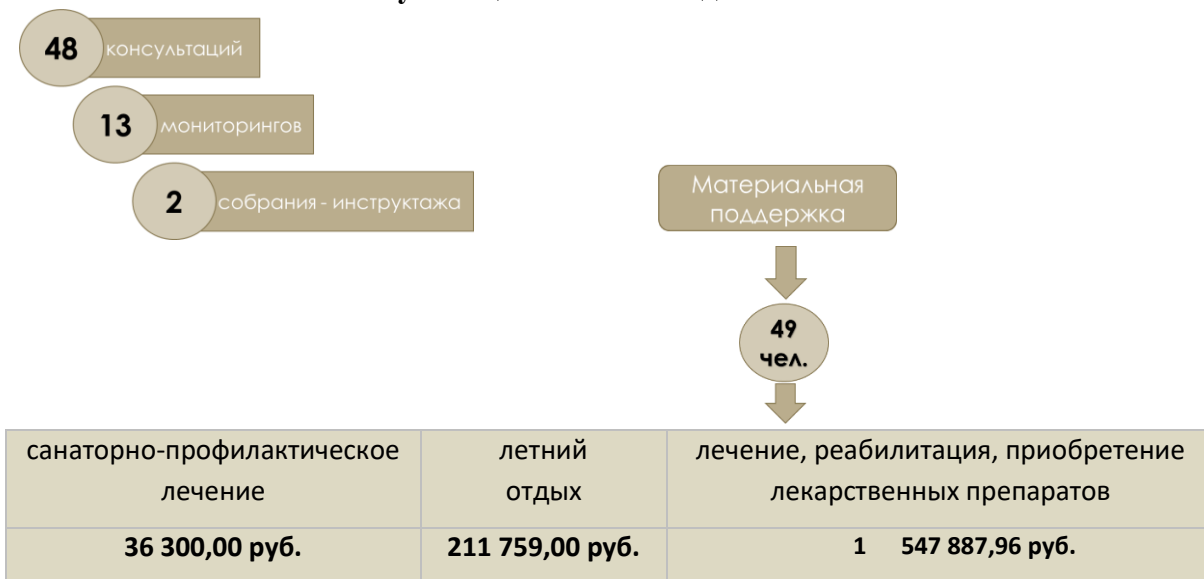 48 консультаций
13 мониторингов
2 собрания - инструктажа
Материальная
поддержка
49
чел.
санаторно-профилактическое
лечение
летний
отдых
лечение, реабилитация, приобретение
лекарственных препаратов
36 300,00 руб.
211 759,00 руб.
1 547 887,96 руб.